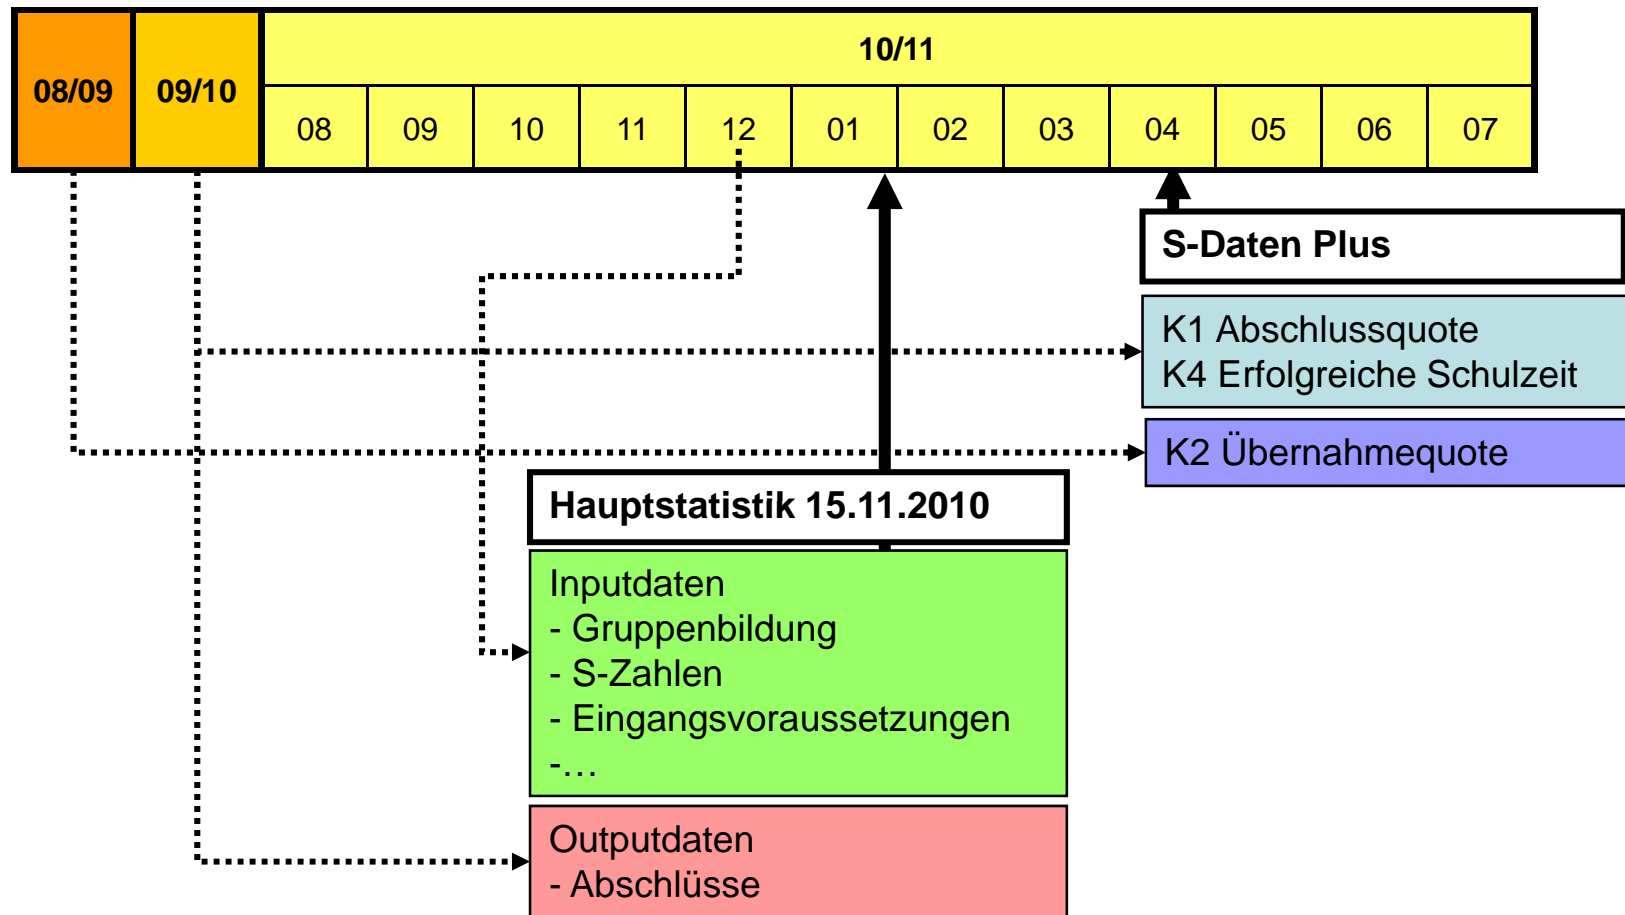 08/09
09/10
10/11
08 09 10 11 12 01 02 03 04 05 06 07
S-Daten Plus
K1 Abschlussquote
K4 Erfolgreiche Schulzeit
K2 Übernahmequote
Hauptstatistik 15.11.2010
Inputdaten
- Gruppenbildung
- S-Zahlen
- Eingangsvoraussetzungen
-…
Outputdaten
- Abschlüsse